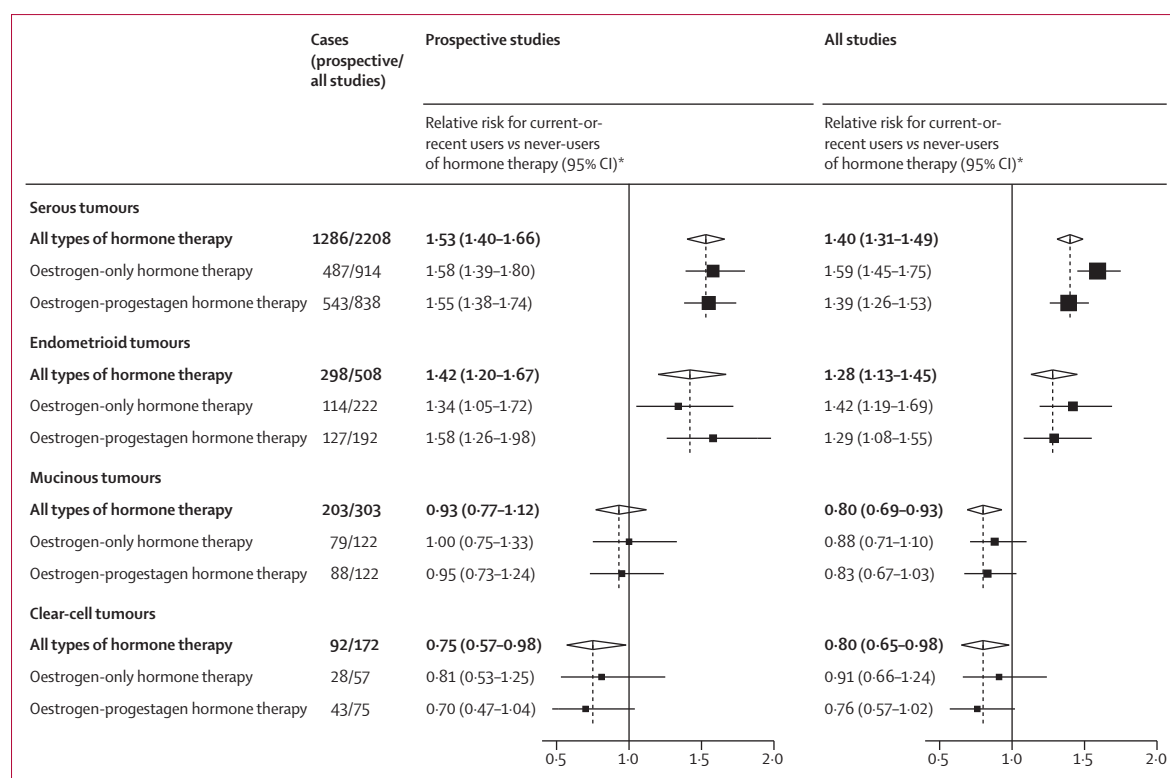 Cases (prospective/ all studies) Prospective studies All studies
Relative risk for current-or-recent users vs never-users of hormone therapy (95% CI)* Relative risk for current-or-recent users vs never-users of hormone therapy (95% CI)*
Serous tumours
All types of hormone therapy 1286/2208 1·53 (1·40–1·66) 1·40 (1·31–1·49)
Oestrogen-only hormone therapy 487/914 1·58 (1·39–1·80) 1·59 (1·45–1·75)
Oestrogen-progestagen hormone therapy 543/838 1·55 (1·38–1·74) 1·39 (1·26–1·53)
Endometrioid tumours
All types of hormone therapy 298/508 1·42 (1·20–1·67) 1·28 (1·13–1·45)
Oestrogen-only hormone therapy 114/222 1·34 (1·05–1·72) 1·42 (1·19–1·69)
Oestrogen-progestagen hormone therapy 127/192 1·58 (1·26–1·98) 1·29 (1·08–1·55)
Mucinous tumours
All types of hormone therapy 203/303 0·93 (0·77–1·12) 0·80 (0·69–0·93)
Oestrogen-only hormone therapy 79/122 1·00 (0·75–1·33) 0·88 (0·71–1·10)
Oestrogen-progestagen hormone therapy 88/122 0·95 (0·73–1·24) 0·83 (0·67–1·03)
Clear-cell tumours
All types of hormone therapy 92/172 0·75 (0·57–0·98) 0·80 (0·65–0·98)
Oestrogen-only hormone therapy 28/57 0·81 (0·53–1·25) 0·91 (0·66–1·24)
Oestrogen-progestagen hormone therapy 43/75 0·70 (0·47–1·04) 0·76 (0·57–1·02)
0·5 1·0 1·5 2·0 0·5 1·0 1·5 2·0